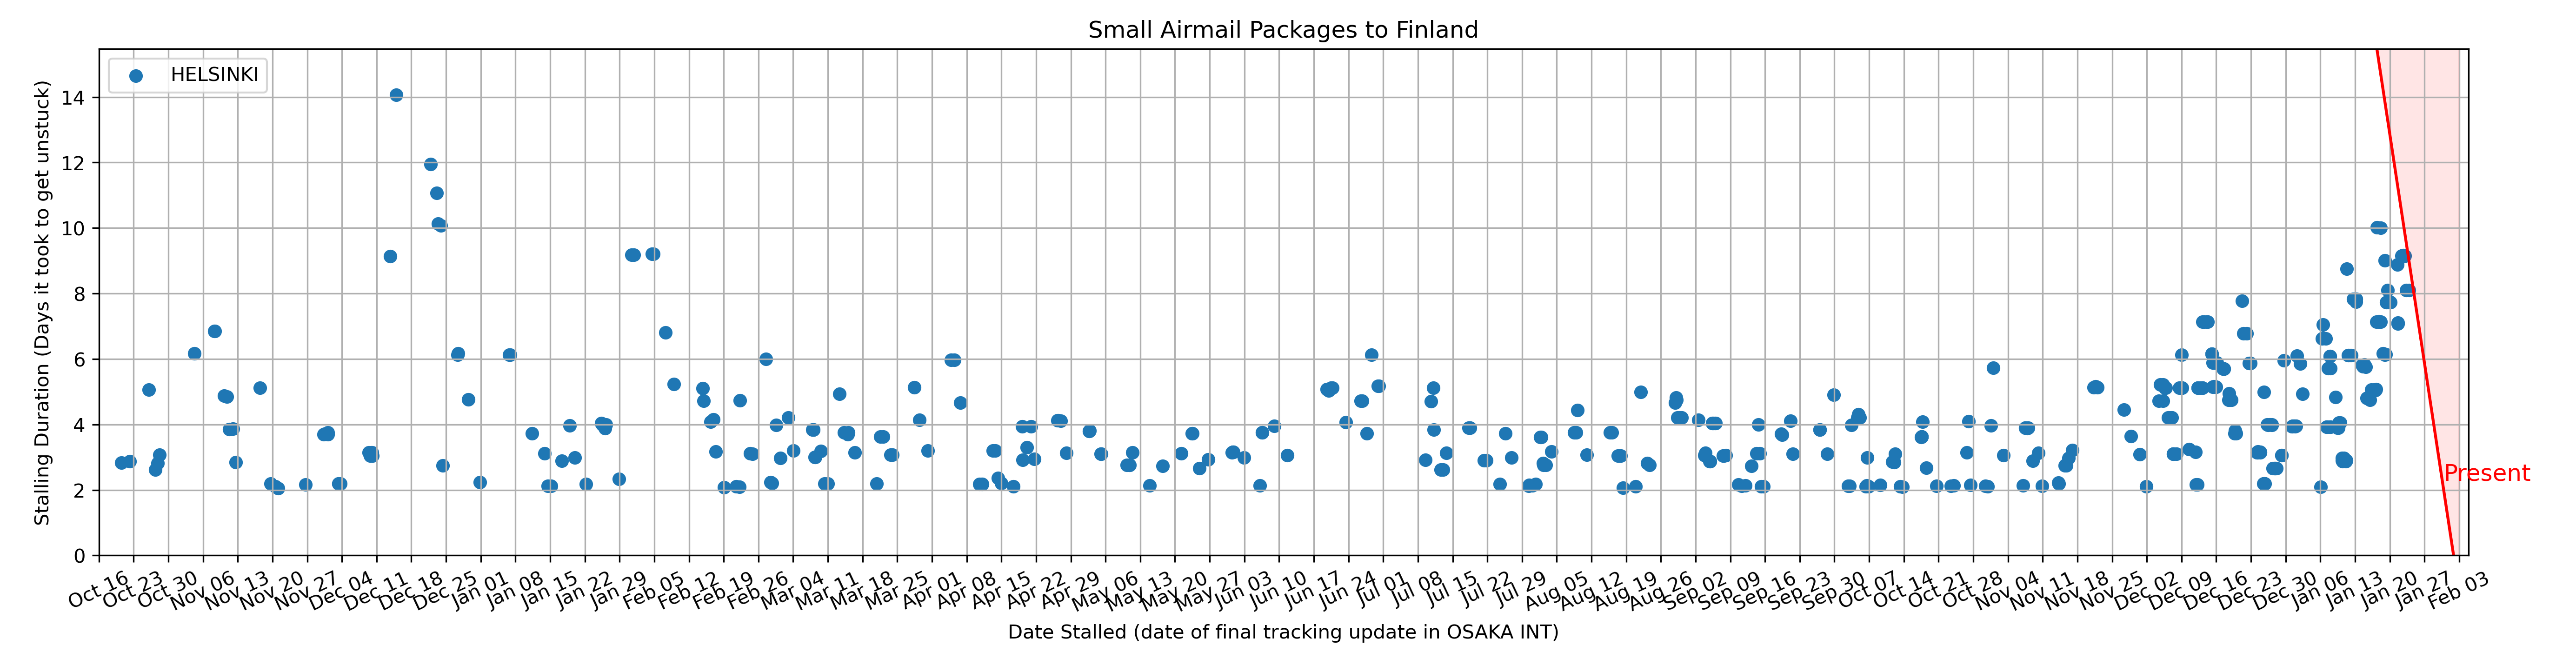 Small Airmail Packages to Finland
HELSINKI
Stalling Duration (Days it took to get unstuck)
14
12
10
8
6
4
2
0
Present
Oct 16
Oct 23
Oct 30
Nov 06
Nov 13
Nov 20
Nov 27
Dec 04
Dec 11
Dec 18
Dec 25
Jan 01
Jan 08
Jan 15
Jan 22
Jan 29
Feb 05
Feb 12
Feb 19
Feb 26
Mar 04
Mar 11
Mar 18
Mar 25
Apr 01
Apr 08
Apr 15
Apr 22
Apr 29
May 06
May 13
May 20
May 27
Jun 03
Jun 10
Jun 17
Jun 24
Jul 01
Jul 08
Jul 15
Jul 22
Jul 29
Aug 05
Aug 12
Aug 19
Aug 26
Sep 02
Sep 09
Sep 16
Sep 23
Sep 30
Oct 07
Oct 14
Oct 21
Oct 28
Nov 04
Nov 11
Nov 18
Nov 25
Dec 02
Dec 09
Dec 16
Dec 23
Dec 30
Jan 06
Jan 13
Jan 20
Jan 27
Feb 03
Date Stalled (date of final tracking update in OSAKA INT)